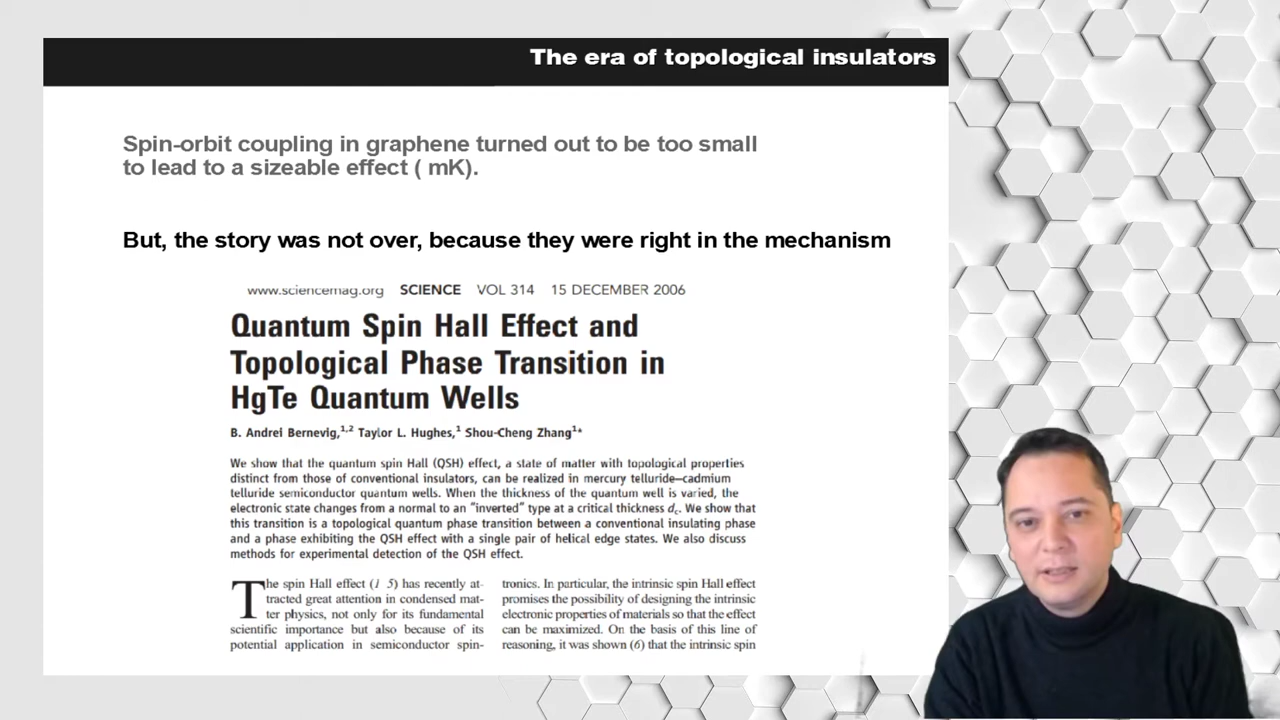 The era of topological insulators
Spin-orbit coupling in graphene turned out to be too small
to lead to a sizeable effect ( mK).
But, the story was not over, because they were right in the mechanism
www.sciencemag.org SCIENCE VOL 314 15 DECEMBER 2006
Quantum Spin Hall Effect and
Topological Phase Transition in
HgTe Quantum Wells
B. Andrei Bernevig,1,2 Taylor L. Hughes,1 Shou-Cheng Zhang1*
We show that the quantum spin Hall (QSH) effect, a state of matter with topological properties
distinct from those of conventional insulators, can be realized in mercury telluride–cadmium
telluride semiconductor quantum wells. When the thickness of the quantum well is varied, the
electronic state changes from a normal to an "inverted" type at a critical thickness dc. We show that
this transition is a topological quantum phase transition between a conventional insulating phase
and a phase exhibiting the QSH effect with a single pair of helical edge states. We also discuss
methods for experimental detection of the QSH effect.
The spin Hall effect (1 5) has recently at-
tracted great attention in condensed mat-
ter physics, not only for its fundamental
scientific importance but also because of its
potential application in semiconductor spin-
tronics. In particular, the intrinsic spin Hall effect
promises the possibility of designing the intrinsic
electronic properties of materials so that the effect
can be maximized. On the basis of this line of
reasoning, it was shown (6) that the intrinsic spin